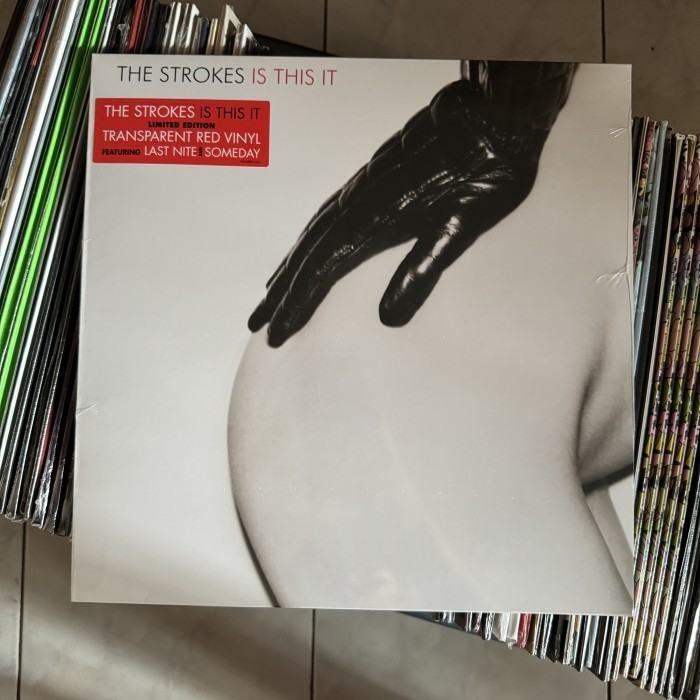 THE STROKES IS THIS IT
THE STROKES IS THIS IT
LIMITED EDITION
TRANSPARENT RED VINYL
FEATURING LAST NITE AND SOMEDAY